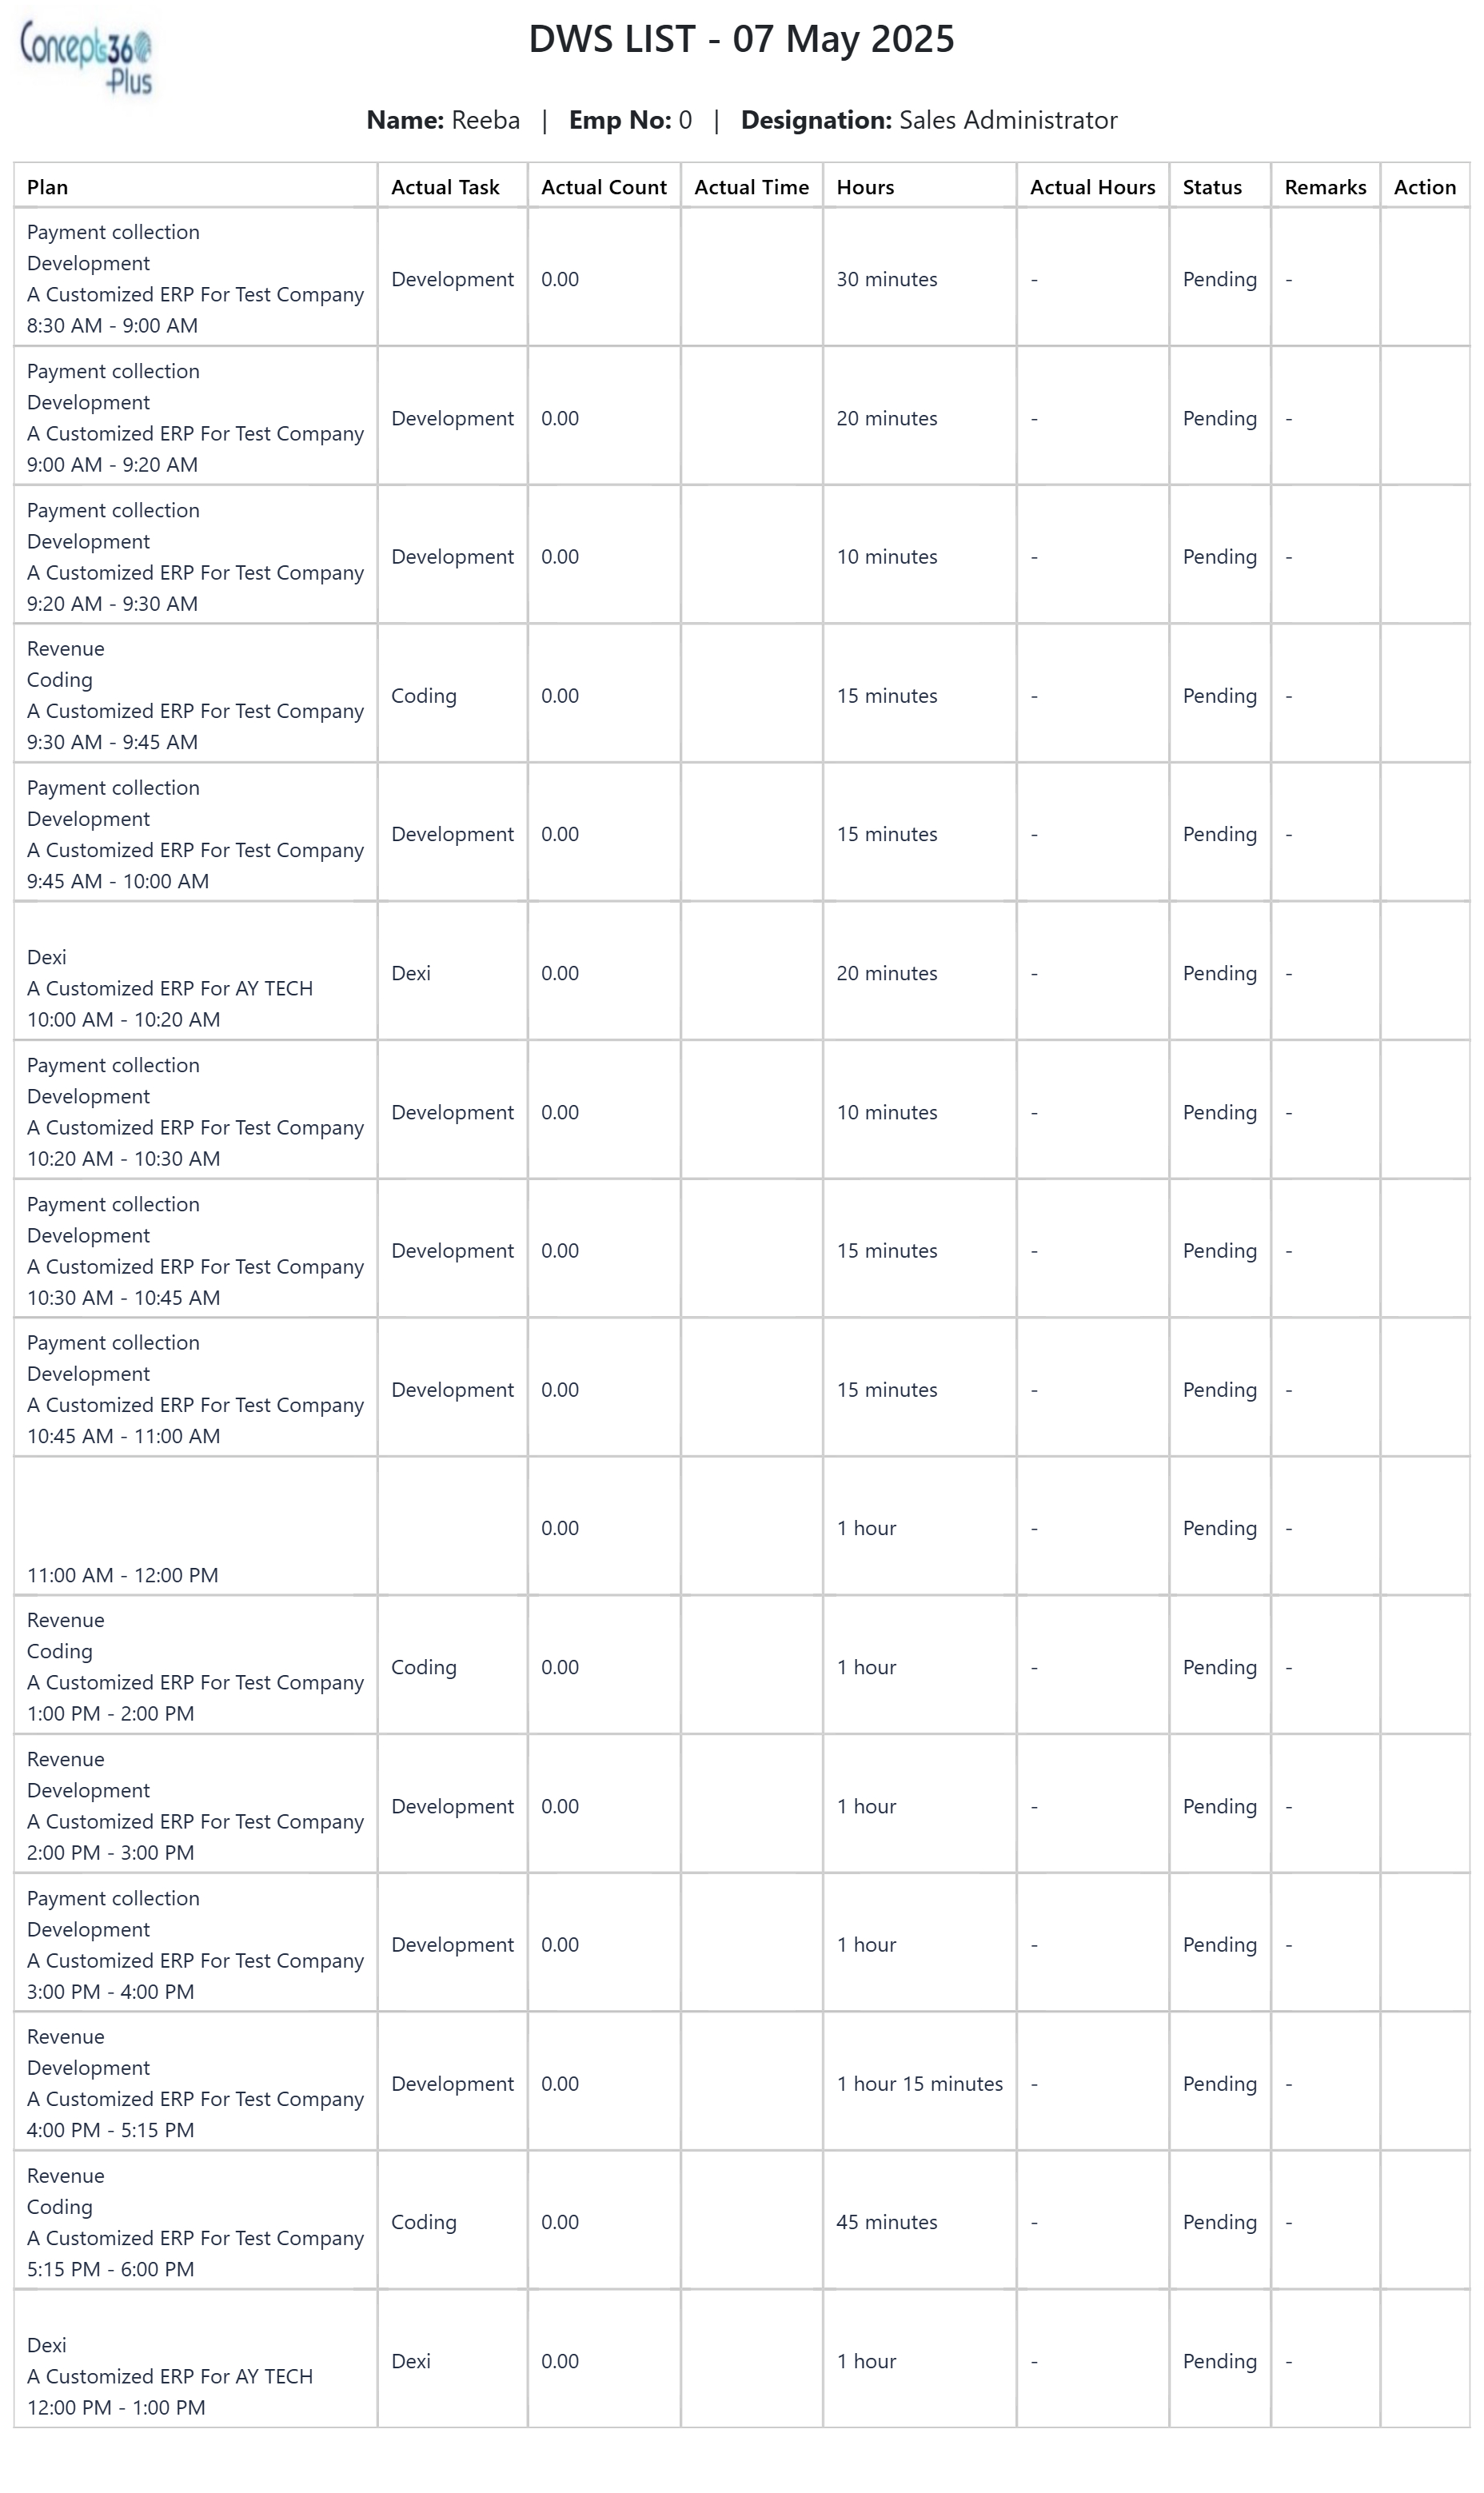 Concepts360
Plus
DWS LIST - 07 May 2025
Name: Reeba | Emp No: 0 | Designation: Sales Administrator
Plan Actual Task Actual Count Actual Time Hours Actual Hours Status Remarks Action
Payment collection
Development
A Customized ERP For Test Company
8:30 AM - 9:00 AM
Development 0.00 30 minutes - Pending -
Payment collection
Development
A Customized ERP For Test Company
9:00 AM - 9:20 AM
Development 0.00 20 minutes - Pending -
Payment collection
Development
A Customized ERP For Test Company
9:20 AM - 9:30 AM
Development 0.00 10 minutes - Pending -
Revenue
Coding
A Customized ERP For Test Company
9:30 AM - 9:45 AM
Coding 0.00 15 minutes - Pending -
Payment collection
Development
A Customized ERP For Test Company
9:45 AM - 10:00 AM
Development 0.00 15 minutes - Pending -
Dexi
A Customized ERP For AY TECH
10:00 AM - 10:20 AM
Dexi 0.00 20 minutes - Pending -
Payment collection
Development
A Customized ERP For Test Company
10:20 AM - 10:30 AM
Development 0.00 10 minutes - Pending -
Payment collection
Development
A Customized ERP For Test Company
10:30 AM - 10:45 AM
Development 0.00 15 minutes - Pending -
Payment collection
Development
A Customized ERP For Test Company
10:45 AM - 11:00 AM
Development 0.00 15 minutes - Pending -
11:00 AM - 12:00 PM
0.00 1 hour - Pending -
Revenue
Coding
A Customized ERP For Test Company
1:00 PM - 2:00 PM
Coding 0.00 1 hour - Pending -
Revenue
Development
A Customized ERP For Test Company
2:00 PM - 3:00 PM
Development 0.00 1 hour - Pending -
Payment collection
Development
A Customized ERP For Test Company
3:00 PM - 4:00 PM
Development 0.00 1 hour - Pending -
Revenue
Development
A Customized ERP For Test Company
4:00 PM - 5:15 PM
Development 0.00 1 hour 15 minutes - Pending -
Revenue
Coding
A Customized ERP For Test Company
5:15 PM - 6:00 PM
Coding 0.00 45 minutes - Pending -
Dexi
A Customized ERP For AY TECH
12:00 PM - 1:00 PM
Dexi 0.00 1 hour - Pending -